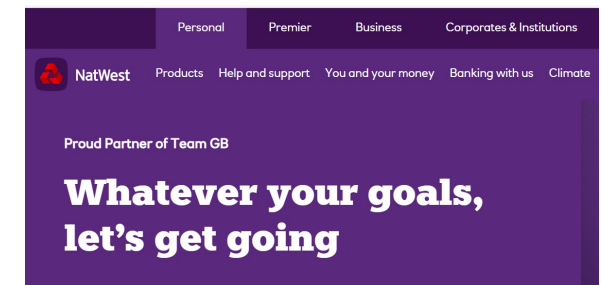 Personal Premier Business Corporates & Institutions
NatWest Products Help and support You and your money Banking with us Climate
Proud Partner of Team GB
Whatever your goals,
let's get going